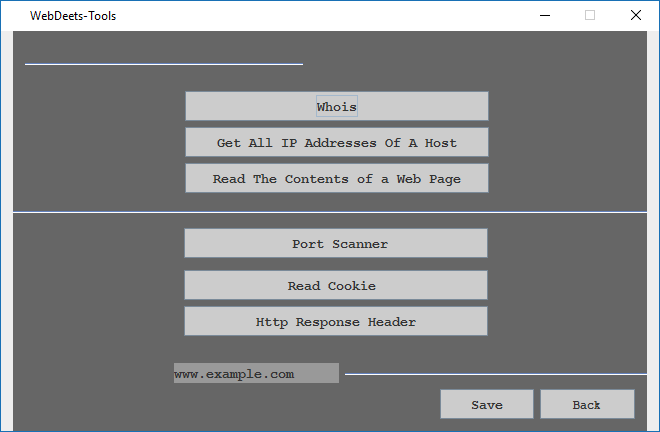 WebDeets-Tools
Whois
Get All IP Addresses Of A Host
Read The Contents of a Web Page
Port Scanner
Read Cookie
Http Response Header
www.example.com
Save
Back